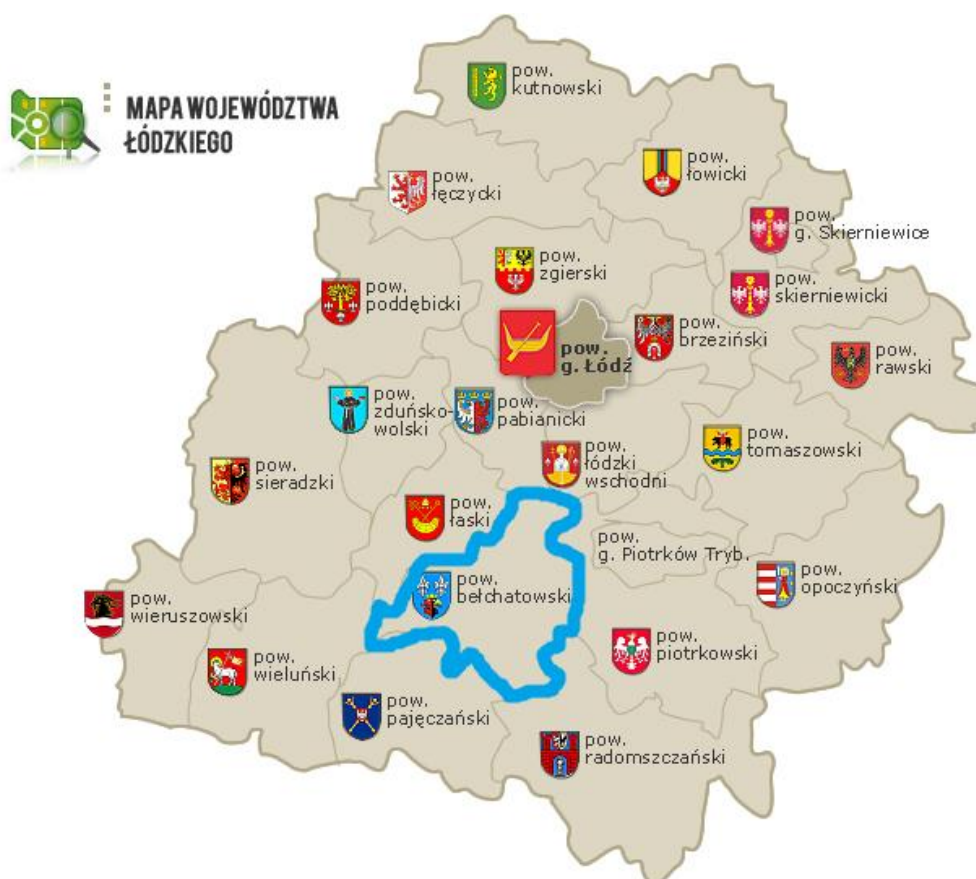 MAPA WOJEWÓDZTWA
ŁÓDZKIEGO
pow.
kutnowski
pow.
łęczycki
pow.
łowicki
pow.
g. Skierniewice
pow.
zgierski
pow.
skierniewicki
pow.
poddębicki
pow.
brzeziński
pow.
g. Łódź
pow.
rawski
pow.
zduńsko-
wolski
pow.
pabianicki
pow.
tomaszowski
pow.
łódzki
wschodni
pow.
sieradzki
pow.
łaski
pow.
g. Piotrków Tryb.
pow.
opoczyński
pow.
bełchatowski
pow.
wieruszowski
pow.
piotrkowski
pow.
wieluński
pow.
pajęczański
pow.
radomszczański